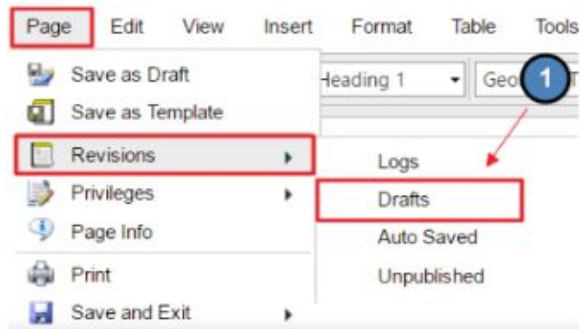 Page Edit View Insert Format Table Tools
Save as Draft
Heading 1
1
Save as Template
Revisions
Logs
Privileges
Drafts
Page Info
Auto Saved
Print
Unpublished
Save and Exit